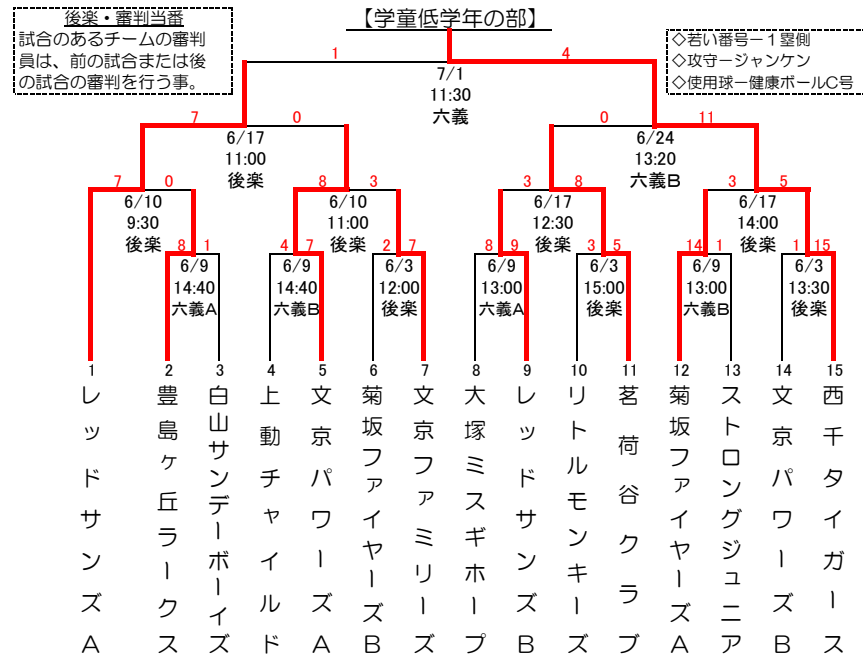 【学童低学年の部】
後楽・審判当番
試合のあるチームの審判
員は、前の試合または後
の試合の審判を行う事。
◇若い番号－１塁側
◇攻守－ジャンケン
◇使用球－健康ボールC号
1 4
7/1
11:30
六義
7 0
6/17
11:00
後楽
0 11
6/24
13:20
六義B
7 0
6/10
9:30
後楽
8 3
6/10
11:00
後楽
3 8
6/17
12:30
後楽
3 5
6/17
14:00
後楽
8 1
6/9
14:40
六義A
4 7
6/9
14:40
六義B
2 7
6/3
12:00
後楽
8 9
6/9
13:00
六義A
3 5
6/3
15:00
後楽
14 1
6/9
13:00
六義B
1 15
6/3
13:30
後楽
1 レッドサンズA
2 豊島ヶ丘ラークス
3 白山サンデーボーイズ
4 上動チャイルド
5 文京パワーズA
6 菊坂ファイヤーズB
7 文京ファミリーズ
8 大塚ミスギホープ
9 レッドサンズB
10 リトルモンキーズ
11 茗荷谷クラブ
12 菊坂ファイヤーズA
13 ストロングジュニア
14 文京パワーズB
15 西千タイガース